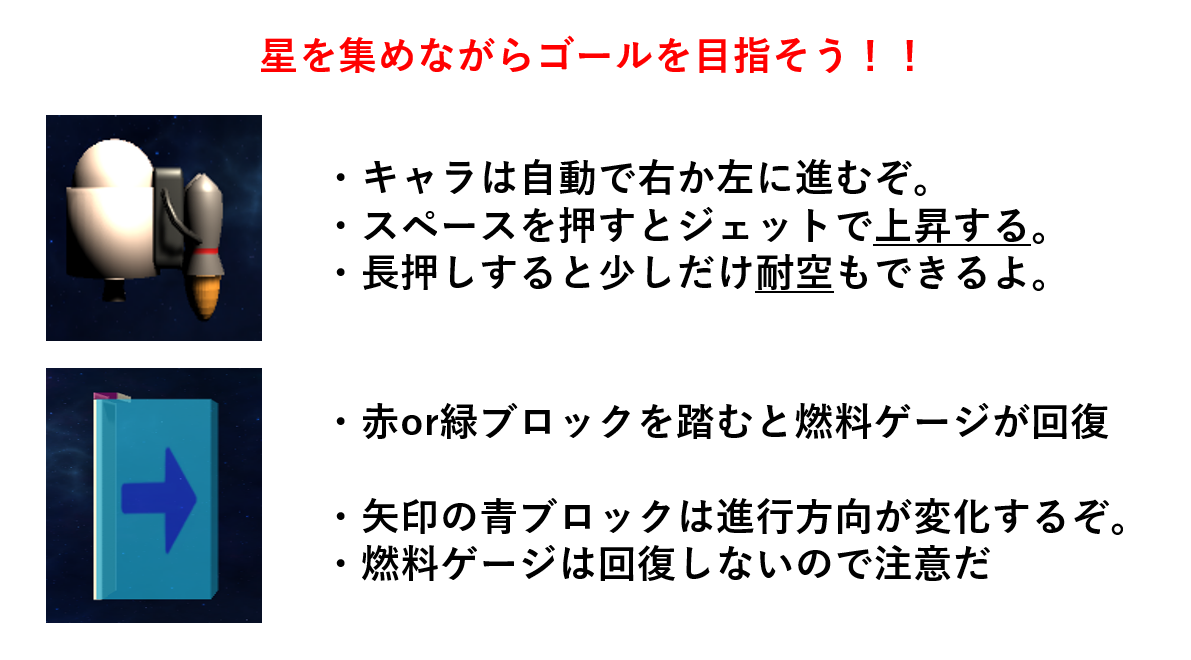 星を集めながらゴールを目指そう！！
・キャラは自動で右か左に進むぞ。
・スペースを押すとジェットで上昇する。
・長押しすると少しだけ耐空もできるよ。
・赤or緑ブロックを踏むと燃料ゲージが回復
・矢印の青ブロックは進行方向が変化するぞ。
・燃料ゲージは回復しないので注意だ